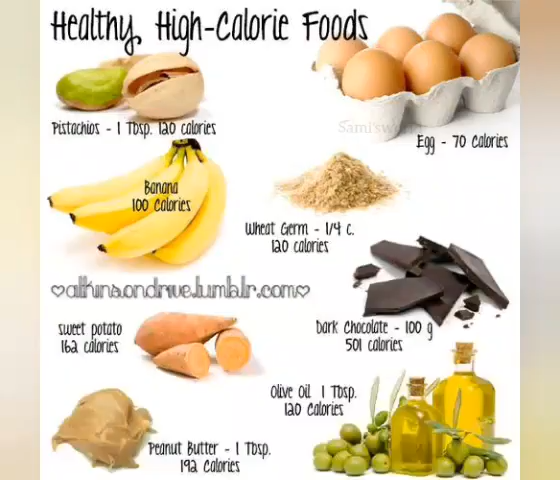 Healthy, High-Calorie Foods
Pistachios - 1 Tbsp. 120 calories
Egg - 70 Calories
Banana
100 Calories
Wheat Germ - 1/4 c.
120 calories
♡atkinsondrive.tumblr.com♡
Dark Chocolate - 100 g
501 calories
sweet potato
162 calories
Olive Oil 1 Tbsp.
120 Calories
Peanut Butter - 1 Tbsp.
192 Calories